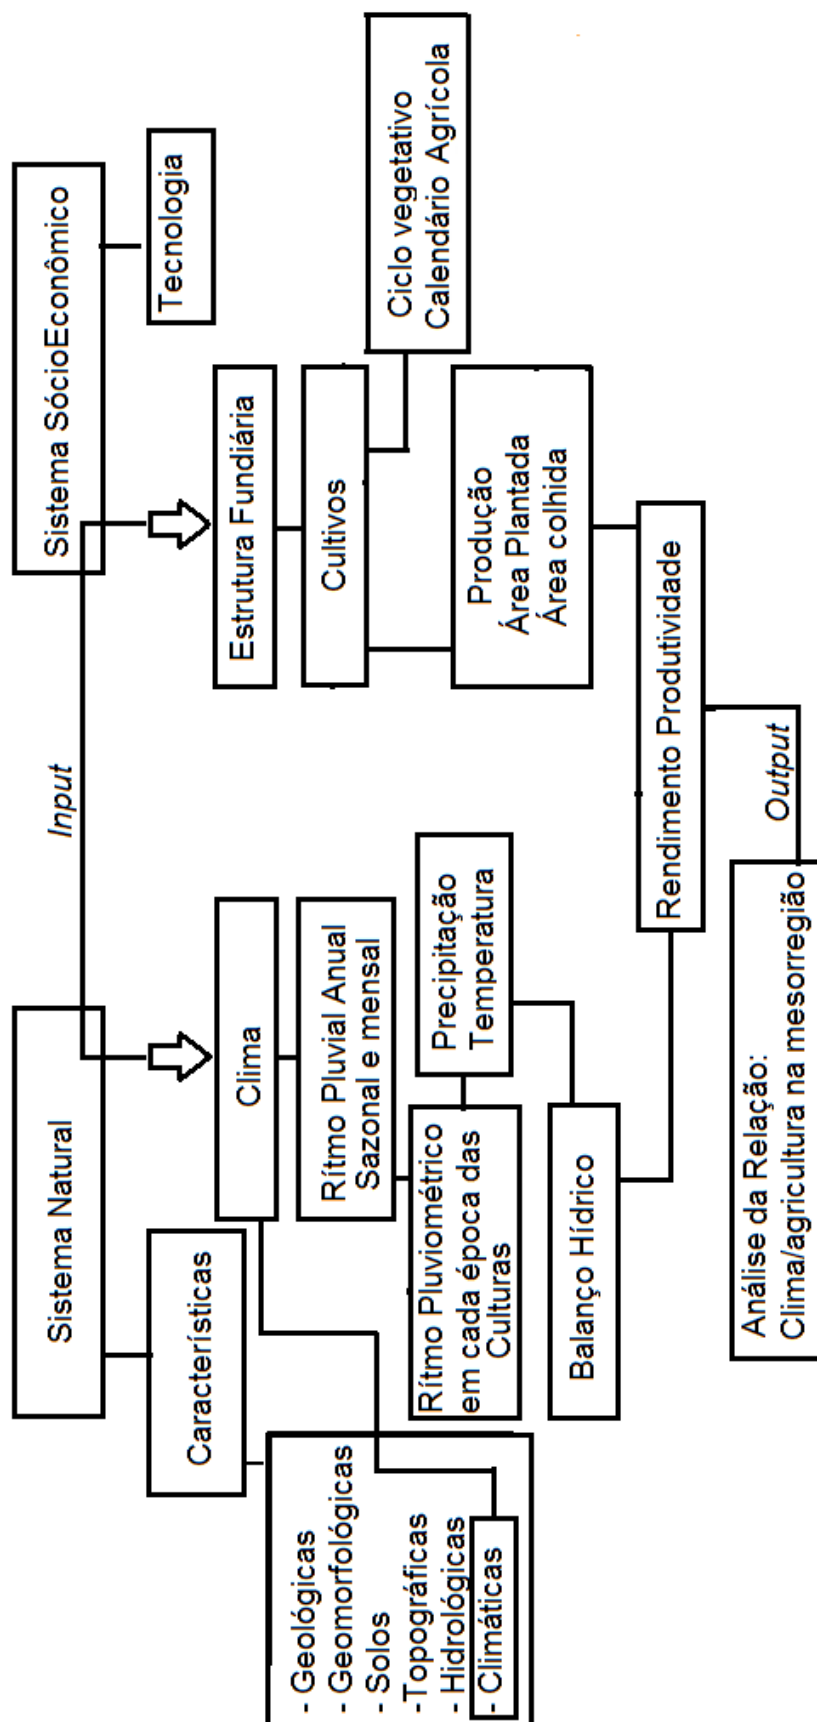 Sistema Natural
Input
Sistema SócioEconômico
Características
Tecnologia
- Geológicas
- Geomorfológicas
- Solos
-Topográficas
- Hidrológicas
- Climáticas
Clima
Rítmo Pluvial Anual
Sazonal e mensal
Rítmo Pluviométrico
em cada época das
Culturas
Precipitação
Temperatura
Balanço Hídrico
Estrutura Fundiária
Cultivos
Ciclo vegetativo
Calendário Agrícola
Produção
Área Plantada
Área colhida
Rendimento Produtividade
Output
Análise da Relação:
Clima/agricultura na mesorregião